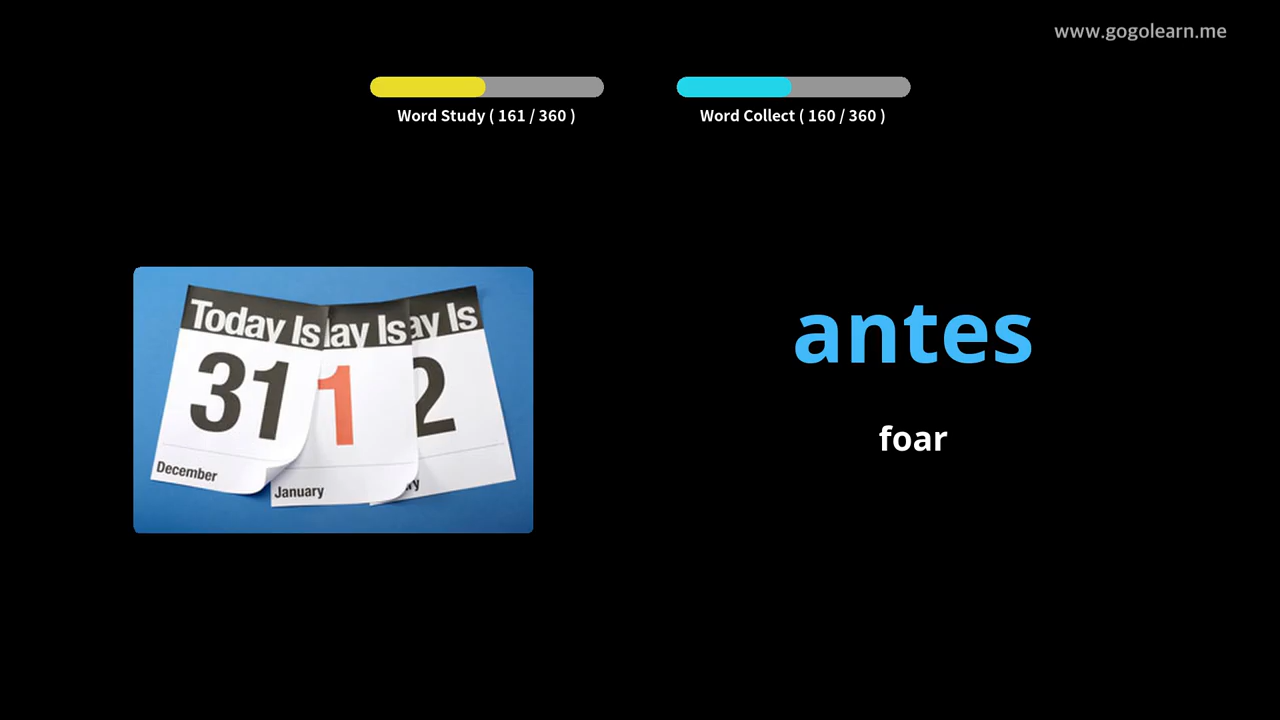 www.gogolearn.me
Word Study ( 161 / 360 )
Word Collect ( 160 / 360 )
Today Is
lay Is
ay Is
31
1
2
December
January
ry
antes
foar